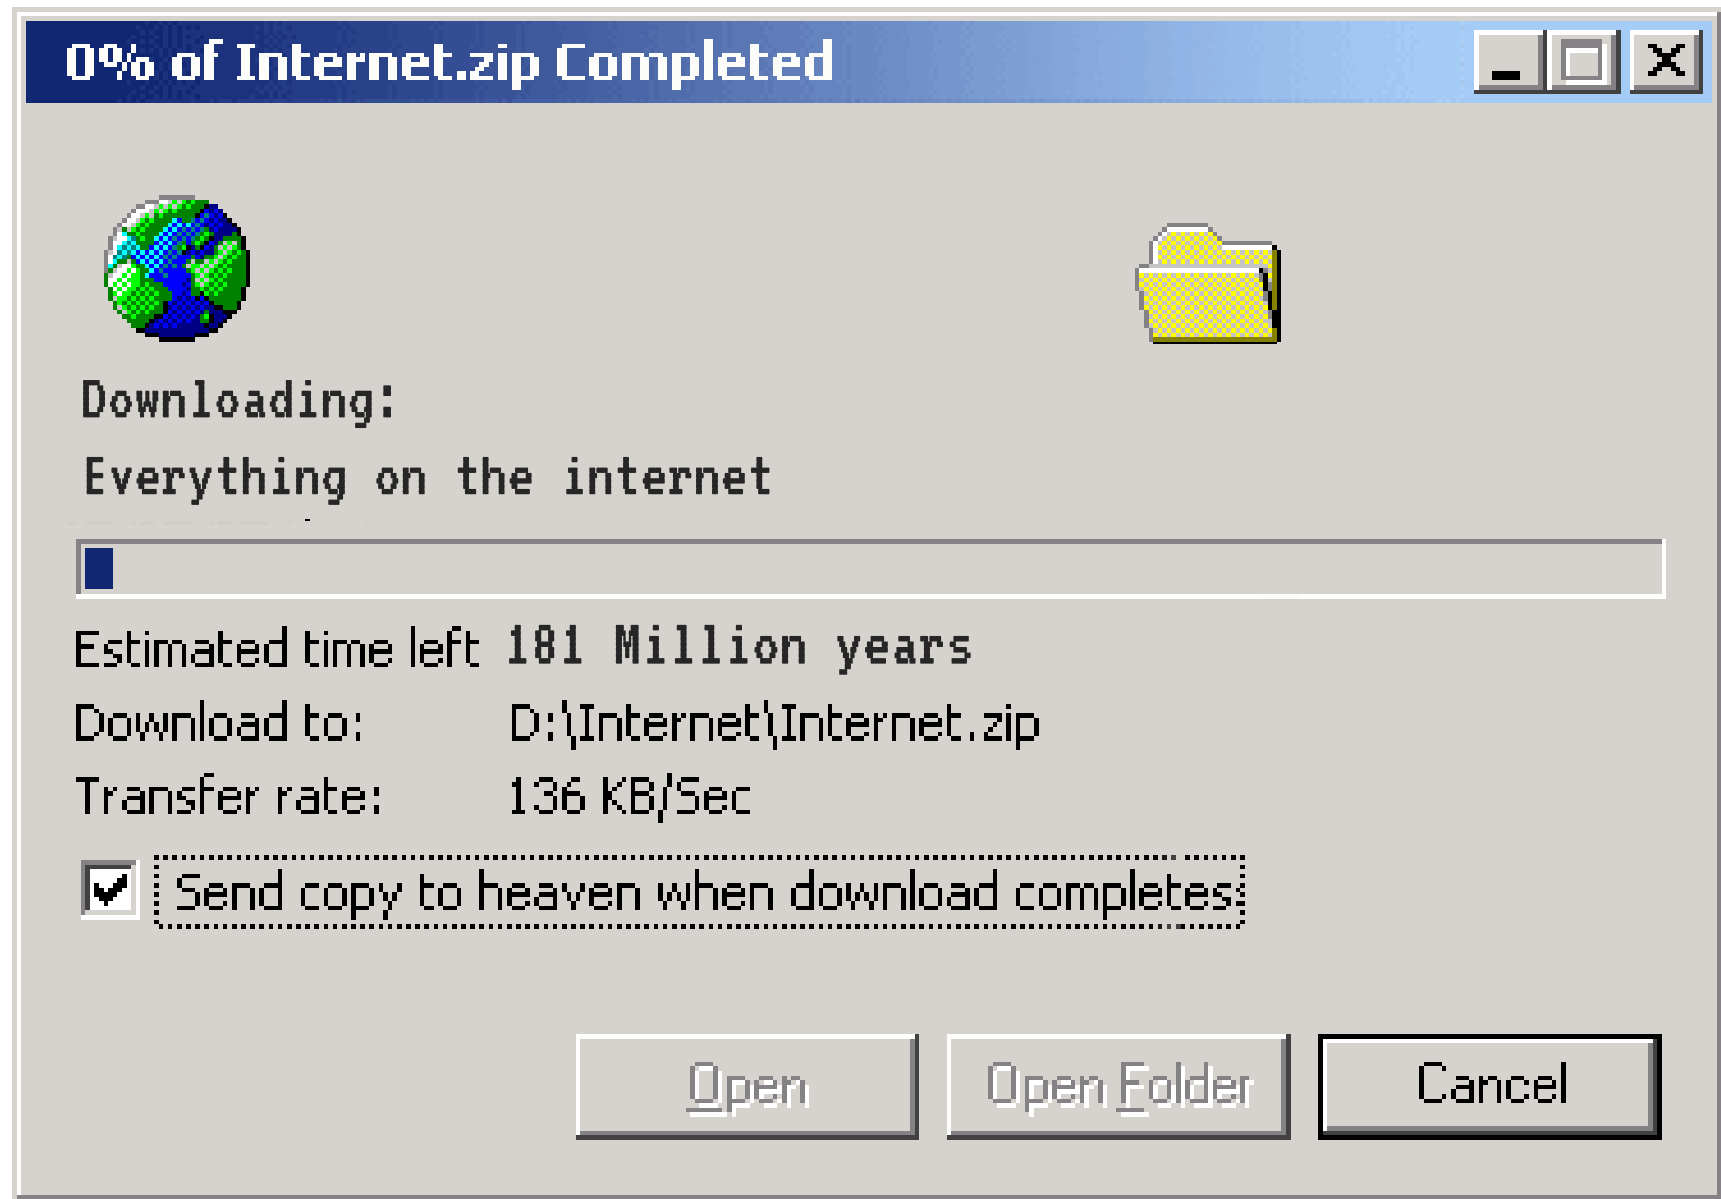 0% of Internet.zip Completed
Downloading:
Everything on the internet
Estimated time left 181 Million years
Download to: D:\Internet\Internet.zip
Transfer rate: 136 KB/Sec
Send copy to heaven when download completes:
Open Open Folder Cancel